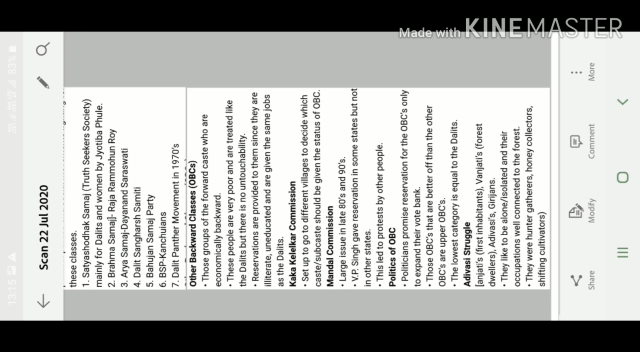 Made with KINEMASTER
Scan 22 Jul 2020
these classes.
1. Satyashodhak Samaj (Truth Seekers Society)
mainly for Dalits and women by Jyotiba Phule.
2. Brahma Samaj- Raja Rammohun Roy
3. Arya Samaj-Dayanand Saraswati
4. Dalit Sangharsh Samiti
5. Bahujan Samaj Party
6. BSP-Kanchuians
7. Dalit Panther Movement in 1970's
Other Backward Classes (OBCs)
• Those groups of the forward caste who are
economically backward.
• These people are very poor and are treated like
the Dalits but there is no untouchability.
• Reservations are provided to them since they are
illiterate, uneducated and are given the same jobs
as the Dalits.
Kaka Kelelkar Commission
• Set up to go to different villages to decide which
caste/subcaste should be given the status of OBC.
Mandal Commission
• Large issue in late 80's and 90's.
• V.P. Singh gave reservation in some states but not
in other states.
• This led to protests by other people.
Politics of OBC
• Politicians promise reservation for the OBC's only
to expand their vote bank.
• Those OBC's that are better off than the other
OBC's are upper OBC's.
• The lowest category is equal to the Dalits.
Adivasi Struggle
[anjati's (first inhabitants), Vanjati's (forest
dwellers), Adivasi's, Girijans.
• They like to be alone/isolated and their
occupations well connected to the forest.
• They were hunter gatherers, honey collectors,
shifting cultivators)
Share
Modify
Comment
More